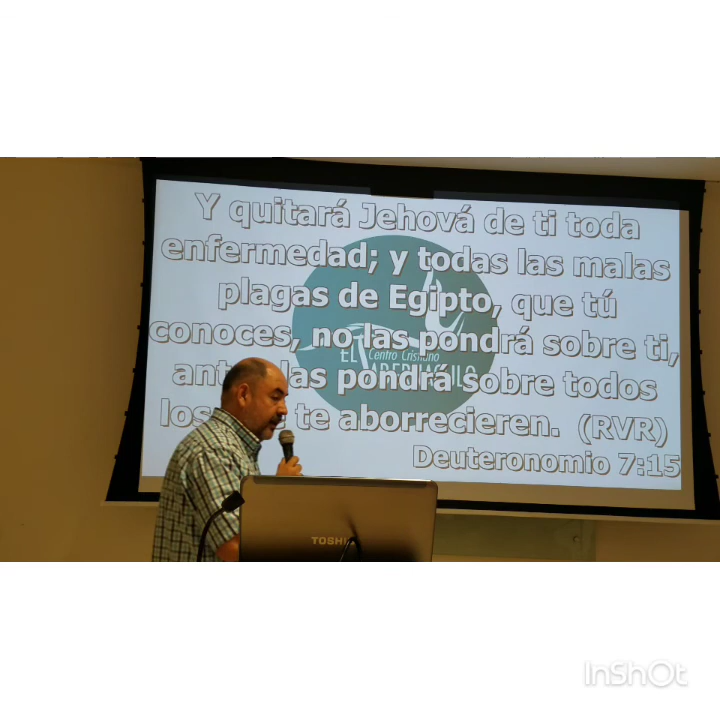 Y quitará Jehová de ti toda
enfermedad; y todas las malas
plagas de Egipto, que tú
conoces, no las pondrá sobre ti,
las pondrá sobre todos
te aborrecieren. (RVR)
Deuteronomio 7:15
EL Centro Cristiano
TOSHI
InShOt